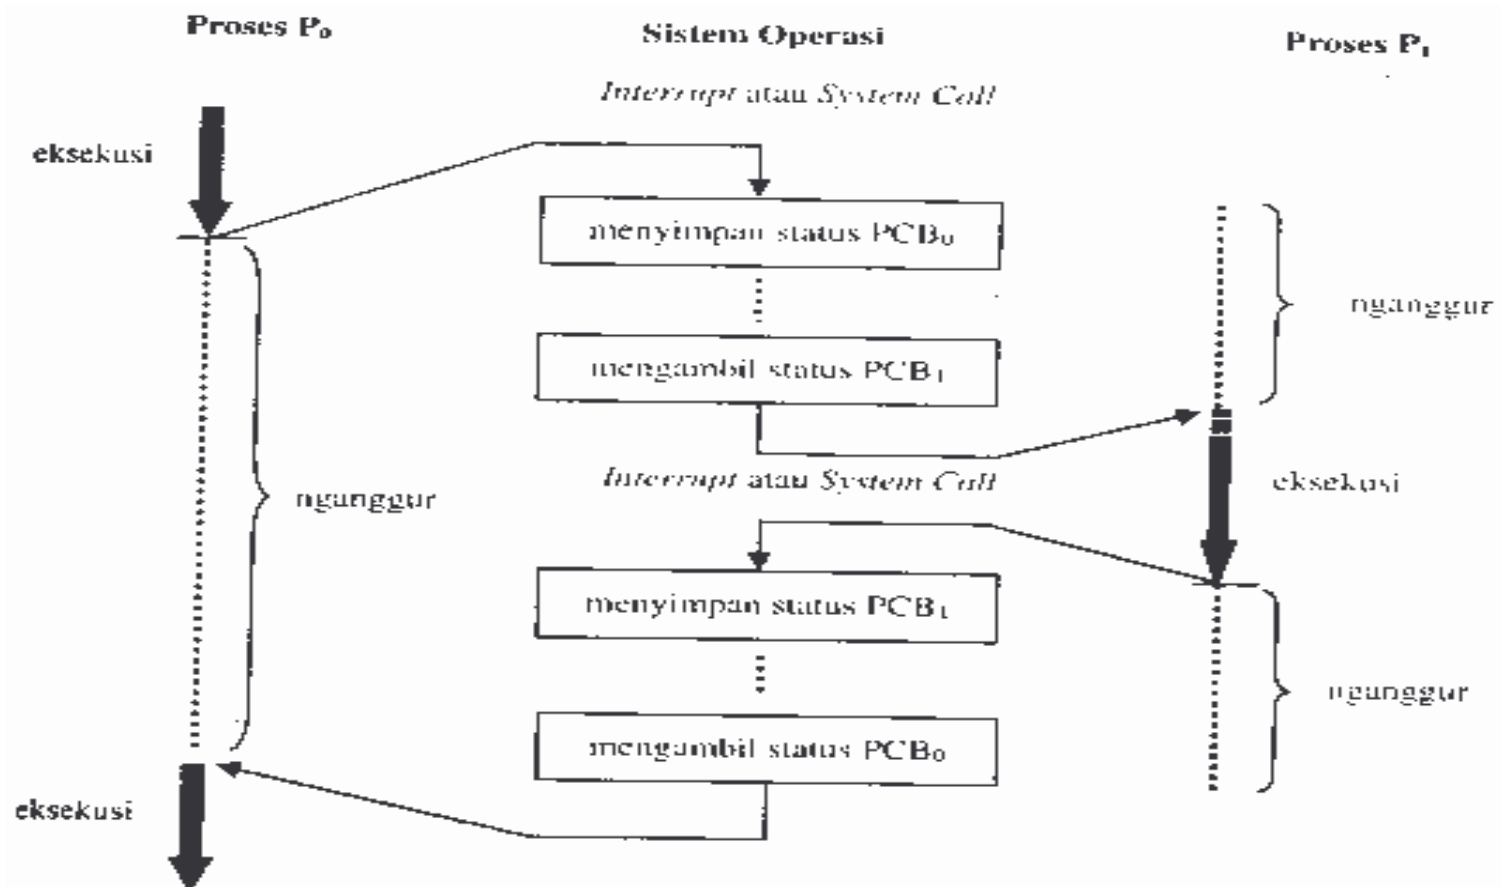 Proses P₀
Sistem Operasi
Proses P₁
Interrupt atau System Call
eksekusi
menyimpan status PCB₀
nganggur
mengambil status PCB₁
Interrupt atau System Call
eksekusi
nganggur
menyimpan status PCB₁
nganggur
mengambil status PCB₀
eksekusi